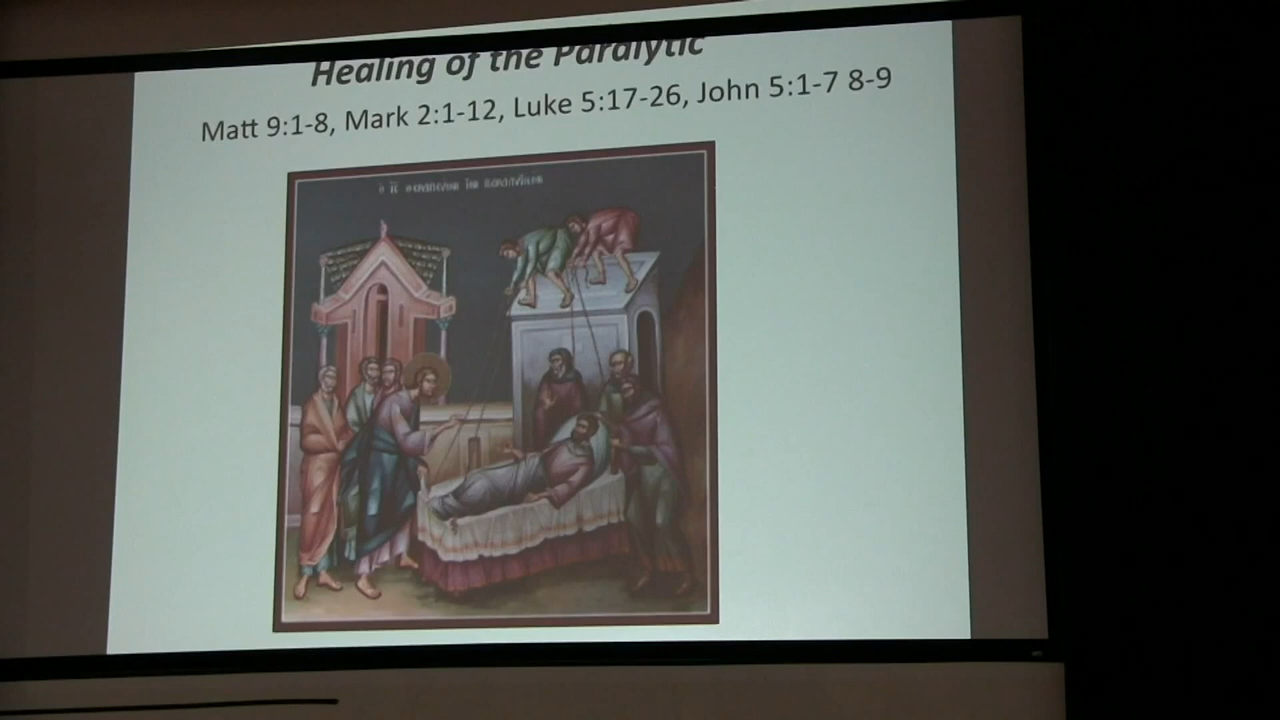 Healing of the Paralytic
Matt 9:1-8, Mark 2:1-12, Luke 5:17-26, John 5:1-7 8-9